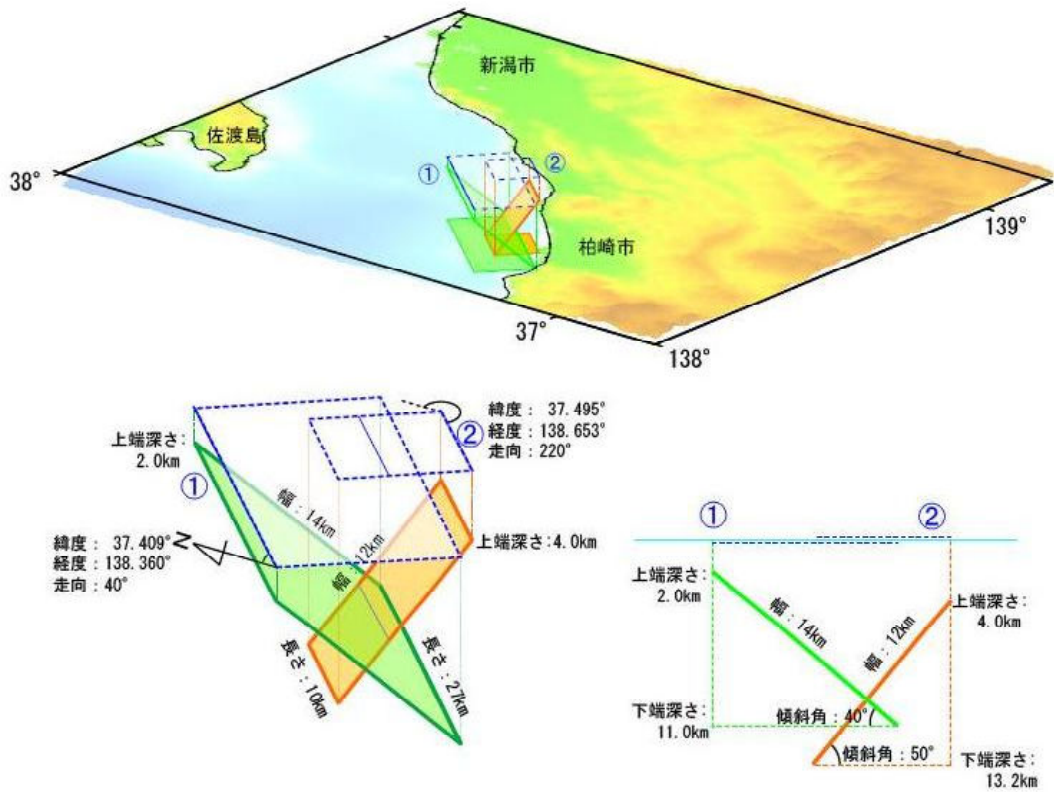 新潟市
佐渡島
38°
①
②
柏崎市
139°
37°
138°
上端深さ:
2.0km
①
幅:14km
幅:12km
②
緯度: 37.495°
経度: 138.653°
走向: 220°
N
緯度: 37.409°
経度: 138.360°
走向: 40°
上端深さ:4.0km
長さ:10km
長さ:27km
①
②
上端深さ:
2.0km
幅:14km
幅:12km
上端深さ:
4.0km
下端深さ:
11.0km
傾斜角:40°
傾斜角:50°
下端深さ:
13.2km